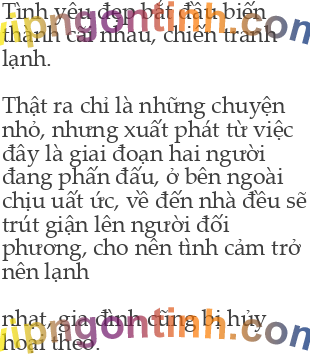 Tình yêu đẹp bắt đầu biến
thành cãi nhau, chiến tranh
lạnh.
Thật ra chỉ là những chuyện
nhỏ, nhưng xuất phát từ việc
đây là giai đoạn hai người
đang phấn đấu, ở bên ngoài
chịu uất ức, về đến nhà đều sẽ
trút giận lên người đối
phương, cho nên tình cảm trở
nên lạnh
nhạt, gia đình cũng bị hủy
hoại theo.